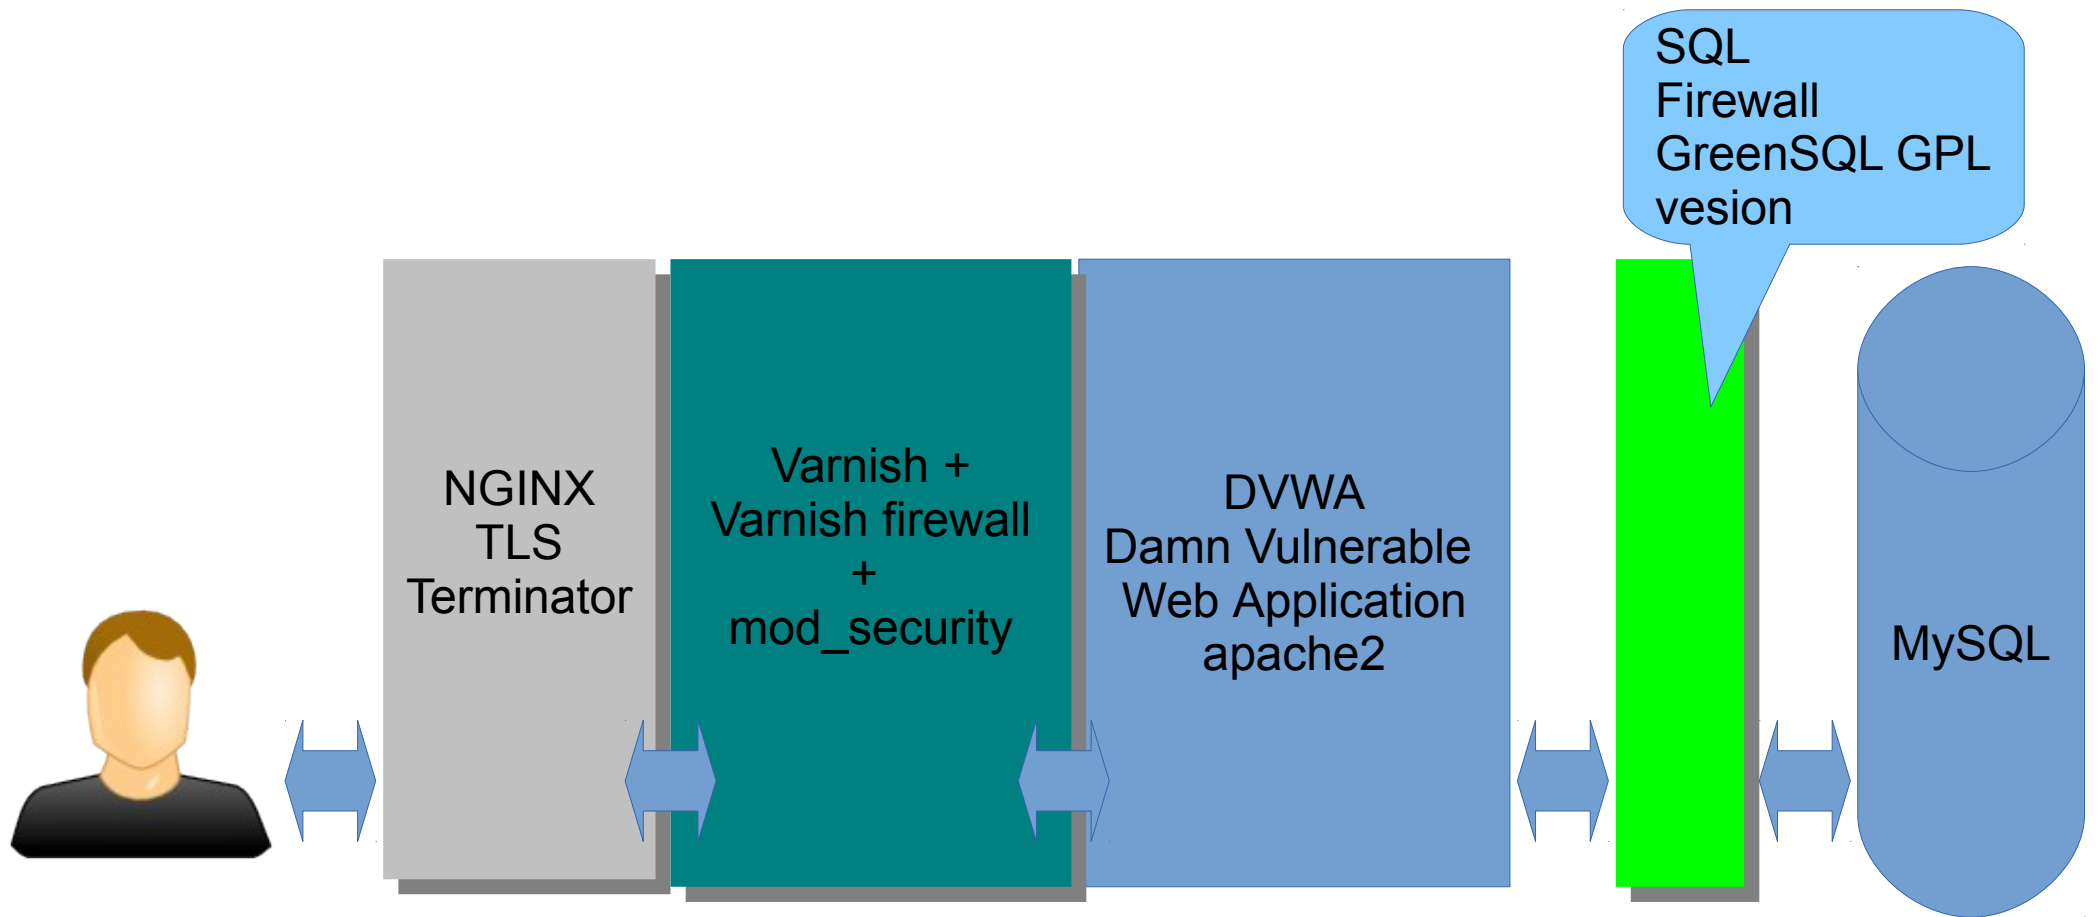 SQL
Firewall
GreenSQL GPL
vesion
NGINX
TLS
Terminator
Varnish +
Varnish firewall
+
mod_security
DVWA
Damn Vulnerable
Web Application
apache2
MySQL